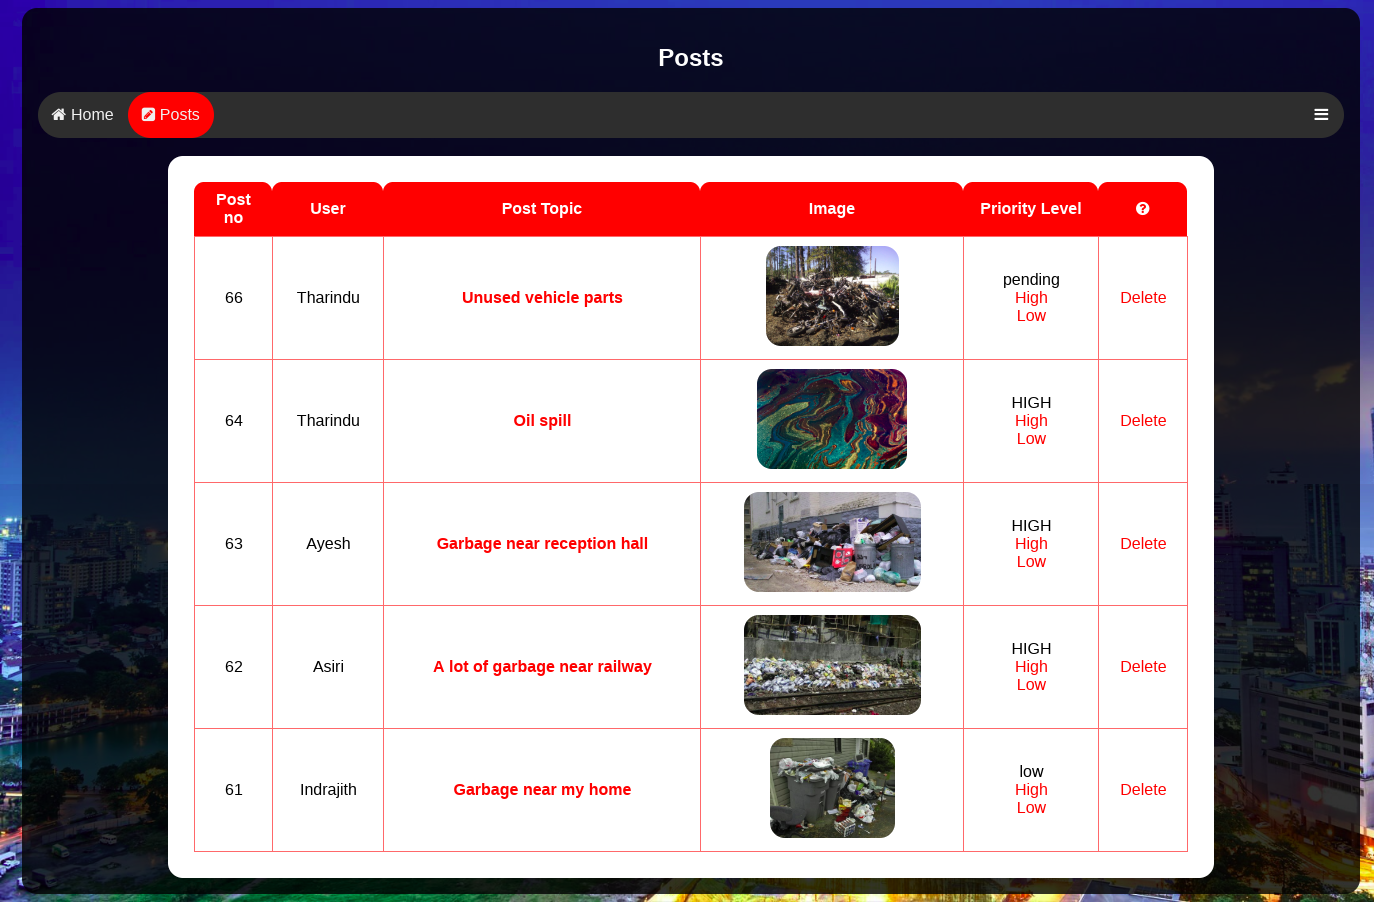 Posts
Home
Posts
Post no
User
Post Topic
Image
Priority Level
66
Tharindu
Unused vehicle parts
pending
High
Low
Delete
64
Tharindu
Oil spill
HIGH
High
Low
Delete
63
Ayesh
Garbage near reception hall
HIGH
High
Low
Delete
62
Asiri
A lot of garbage near railway
HIGH
High
Low
Delete
61
Indrajith
Garbage near my home
low
High
Low
Delete